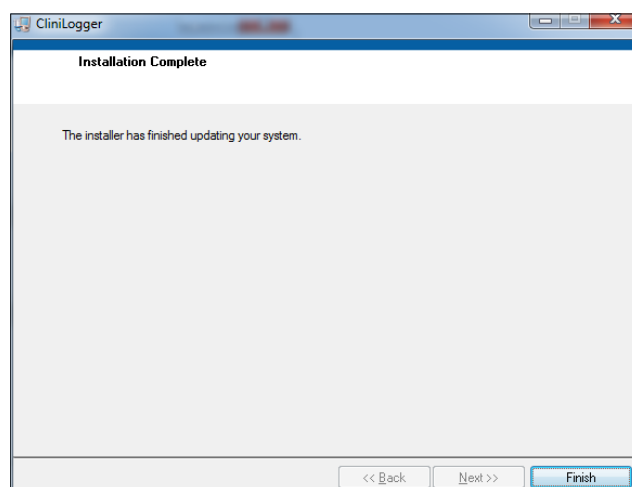 CliniLogger
Installation Complete
The installer has finished updating your system.
<< Back
Next >>
Finish